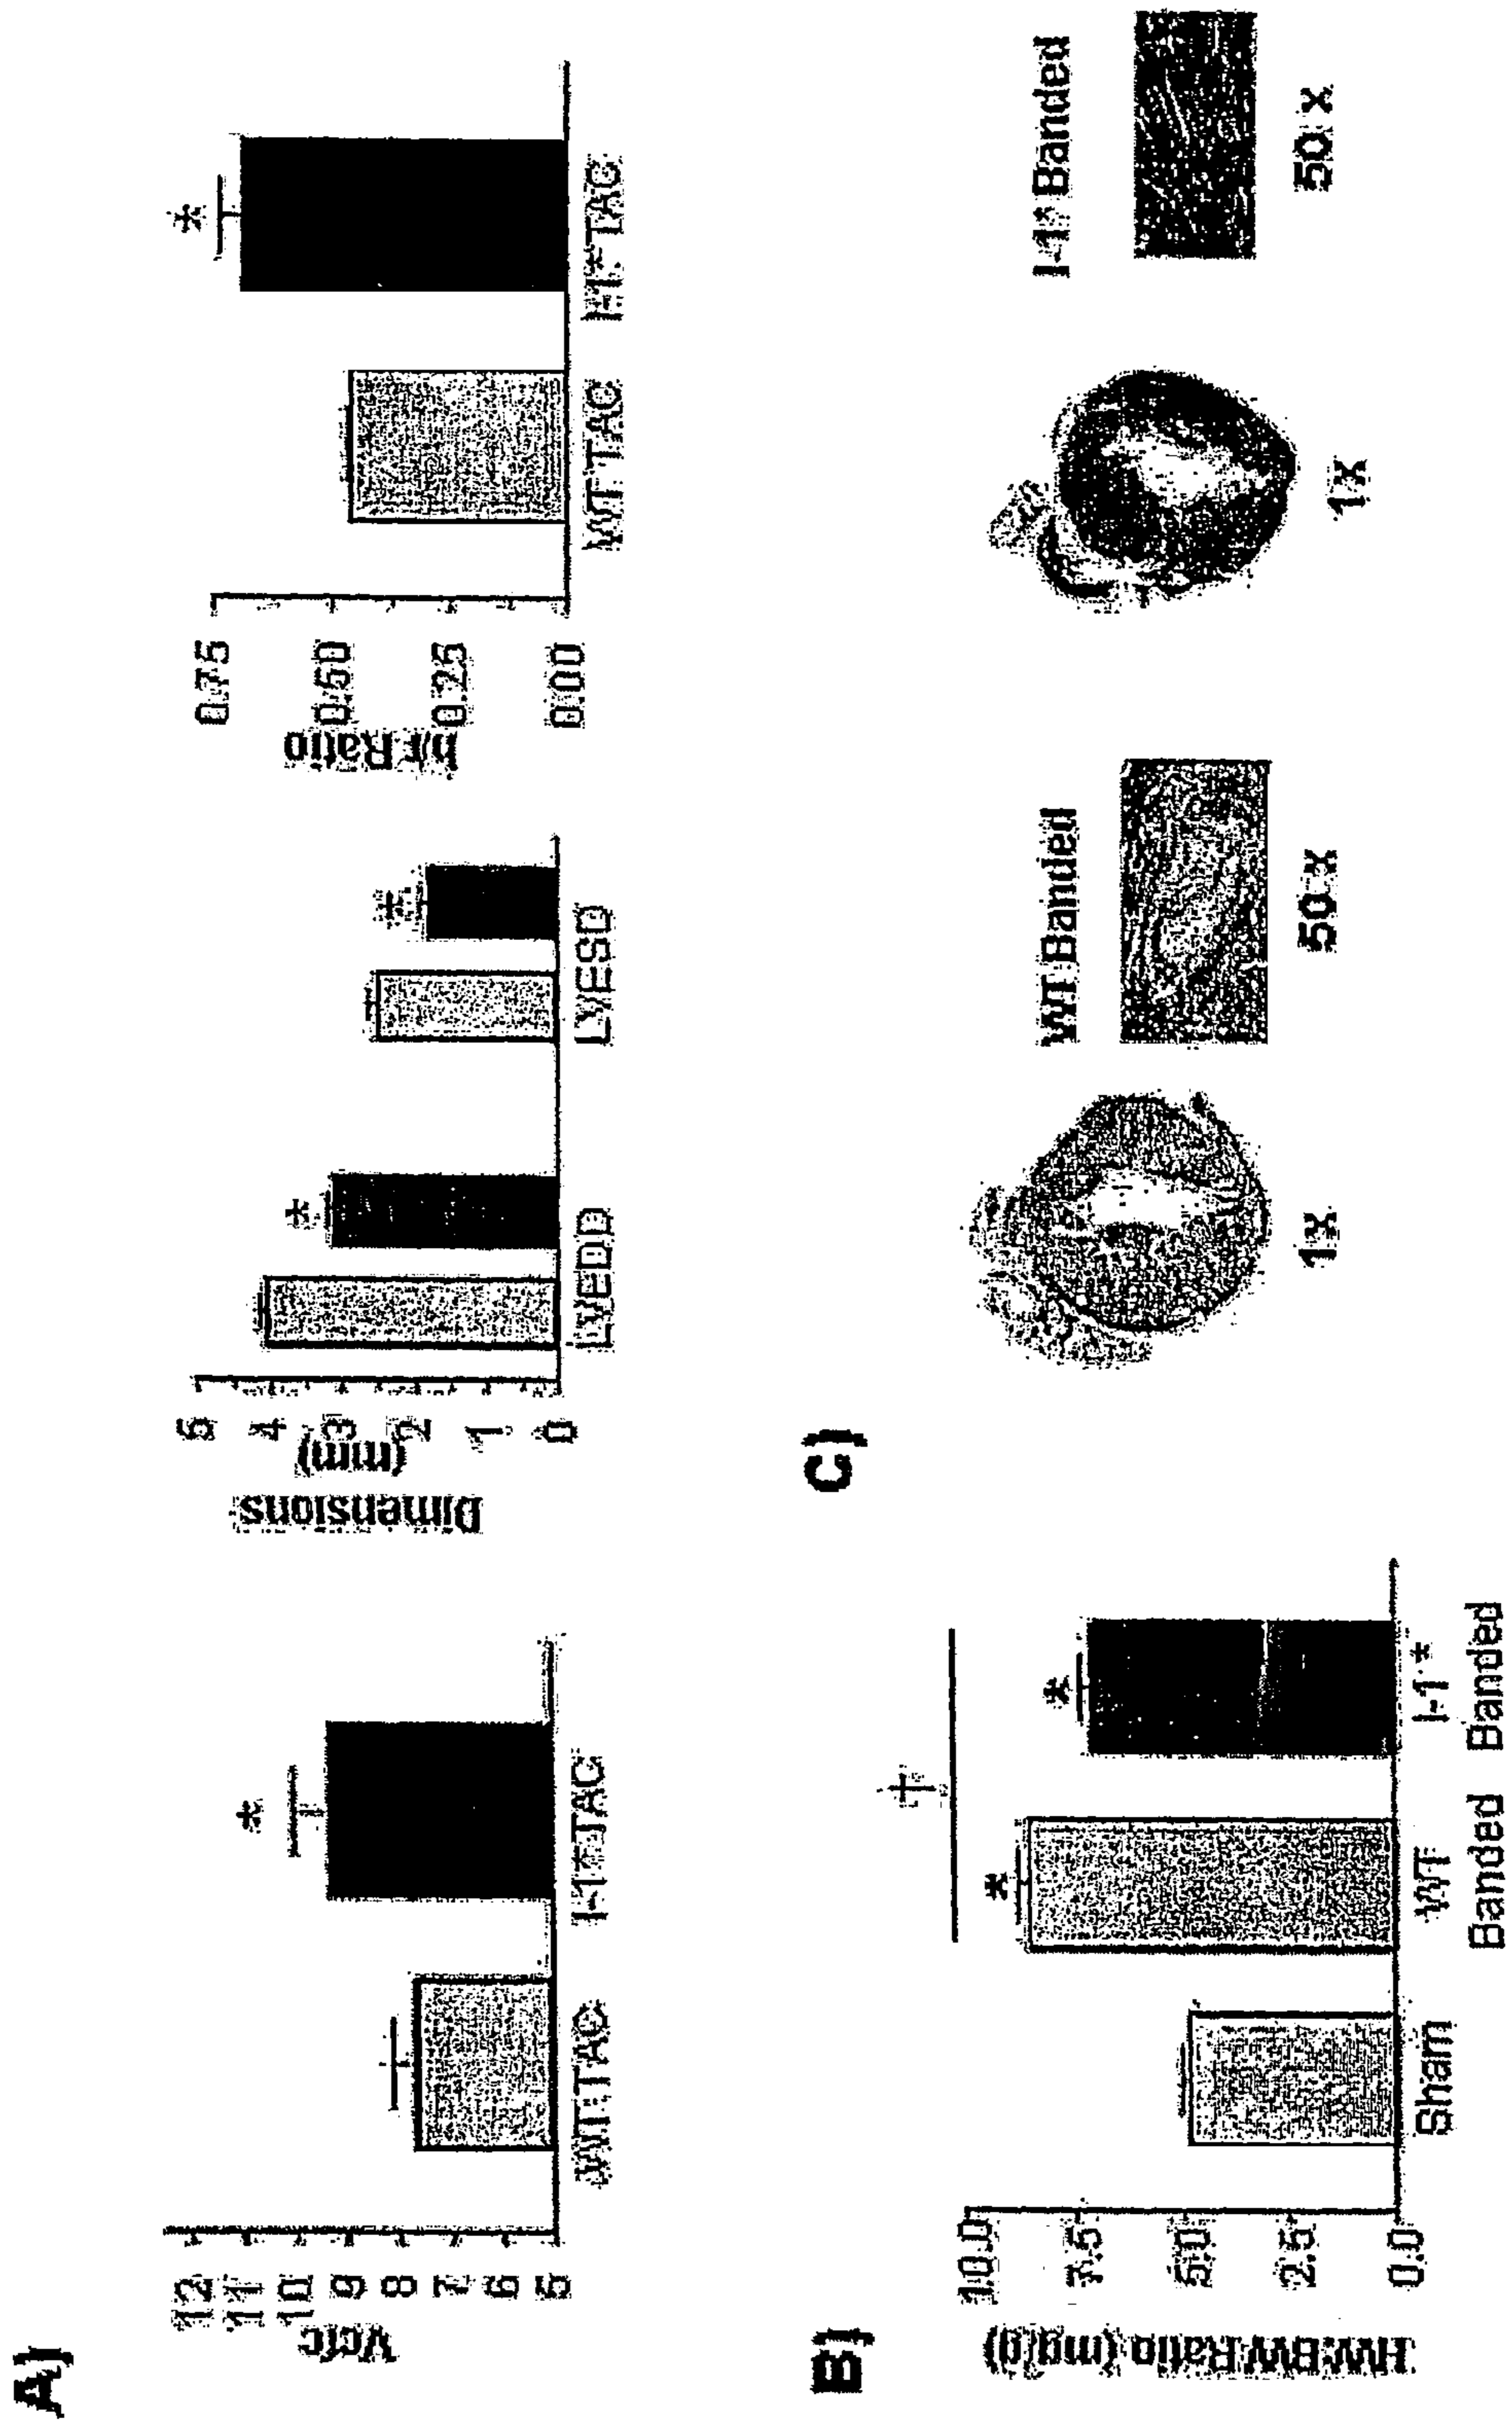 A)
Vcfc
12
11
10
9
8
7
6
5
WT TAC
I-1* TAC
Dimensions
(mm)
5
4
3
2
1
0
LVEDD
LVESD
*
*
*
h/r Ratio
0.75
0.50
0.25
0.00
WT TAC
I-1* TAC
*
B)
HW:BW Ratio (mg/g)
10.0
7.5
5.0
2.5
0.0
Sham
WT
Banded
I-1*
Banded
*
*
†
C)
WT Banded
1x
50 x
I-1* Banded
1x
50 x